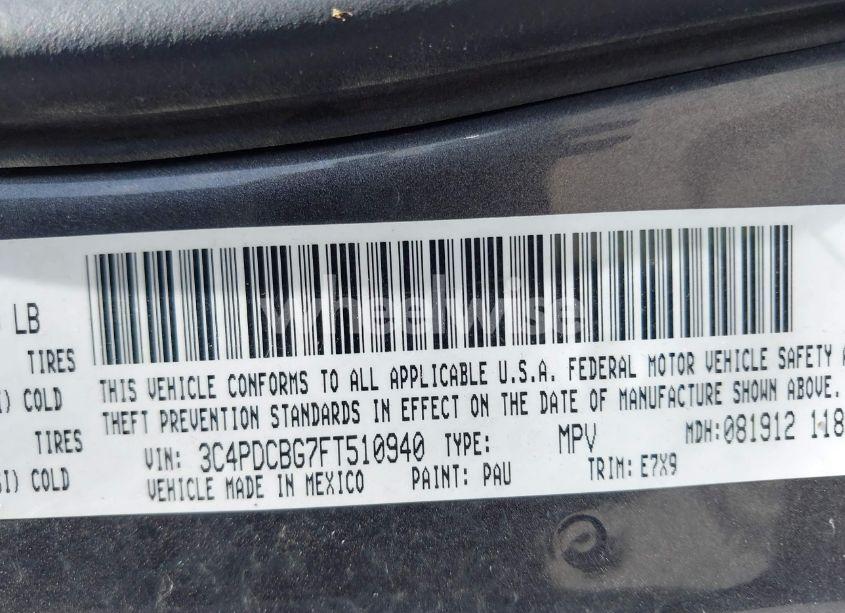 LB
TIRES
COLD
TIRES
COLD
wheelwise
THIS VEHICLE CONFORMS TO ALL APPLICABLE U.S.A. FEDERAL MOTOR VEHICLE SAFETY
THEFT PREVENTION STANDARDS IN EFFECT ON THE DATE OF MANUFACTURE SHOWN ABOVE.
VIN: 3C4PDCBG7FT510940 TYPE: MPV MDH:081912 118
VEHICLE MADE IN MEXICO PAINT: PAU TRIM: E7X9